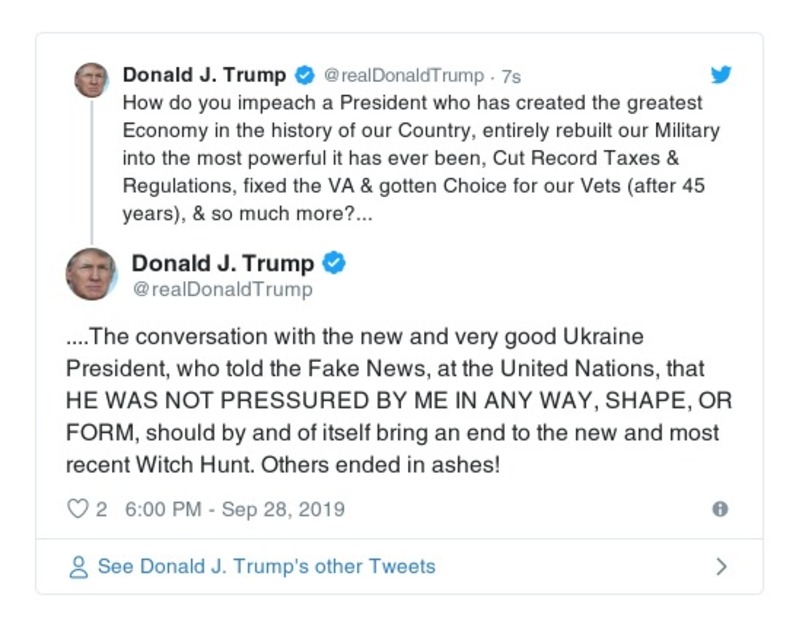 Donald J. Trump @realDonaldTrump · 7s
How do you impeach a President who has created the greatest
Economy in the history of our Country, entirely rebuilt our Military
into the most powerful it has ever been, Cut Record Taxes &
Regulations, fixed the VA & gotten Choice for our Vets (after 45
years), & so much more?...
Donald J. Trump
@realDonaldTrump
....The conversation with the new and very good Ukraine
President, who told the Fake News, at the United Nations, that
HE WAS NOT PRESSURED BY ME IN ANY WAY, SHAPE, OR
FORM, should by and of itself bring an end to the new and most
recent Witch Hunt. Others ended in ashes!
2 6:00 PM - Sep 28, 2019
See Donald J. Trump's other Tweets